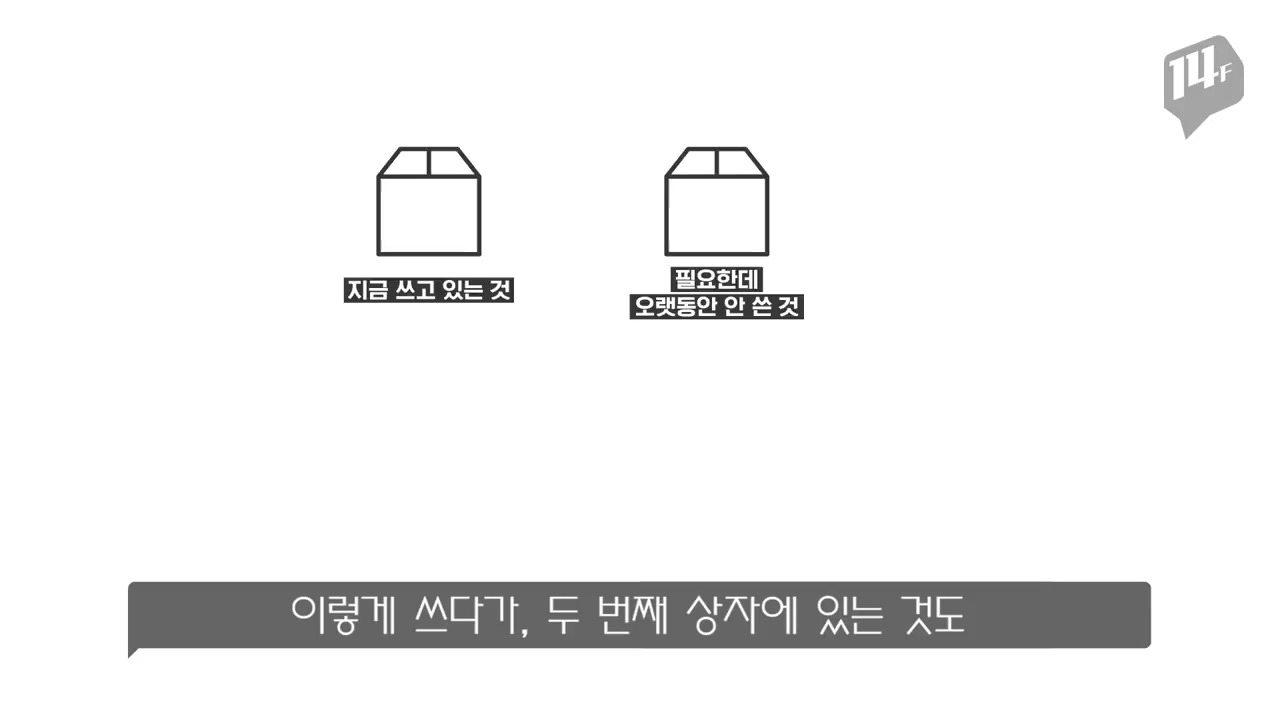 14F
지금 쓰고 있는 것
필요한데
오랫동안 안 쓴 것
이렇게 쓰다가, 두 번째 상자에 있는 것도